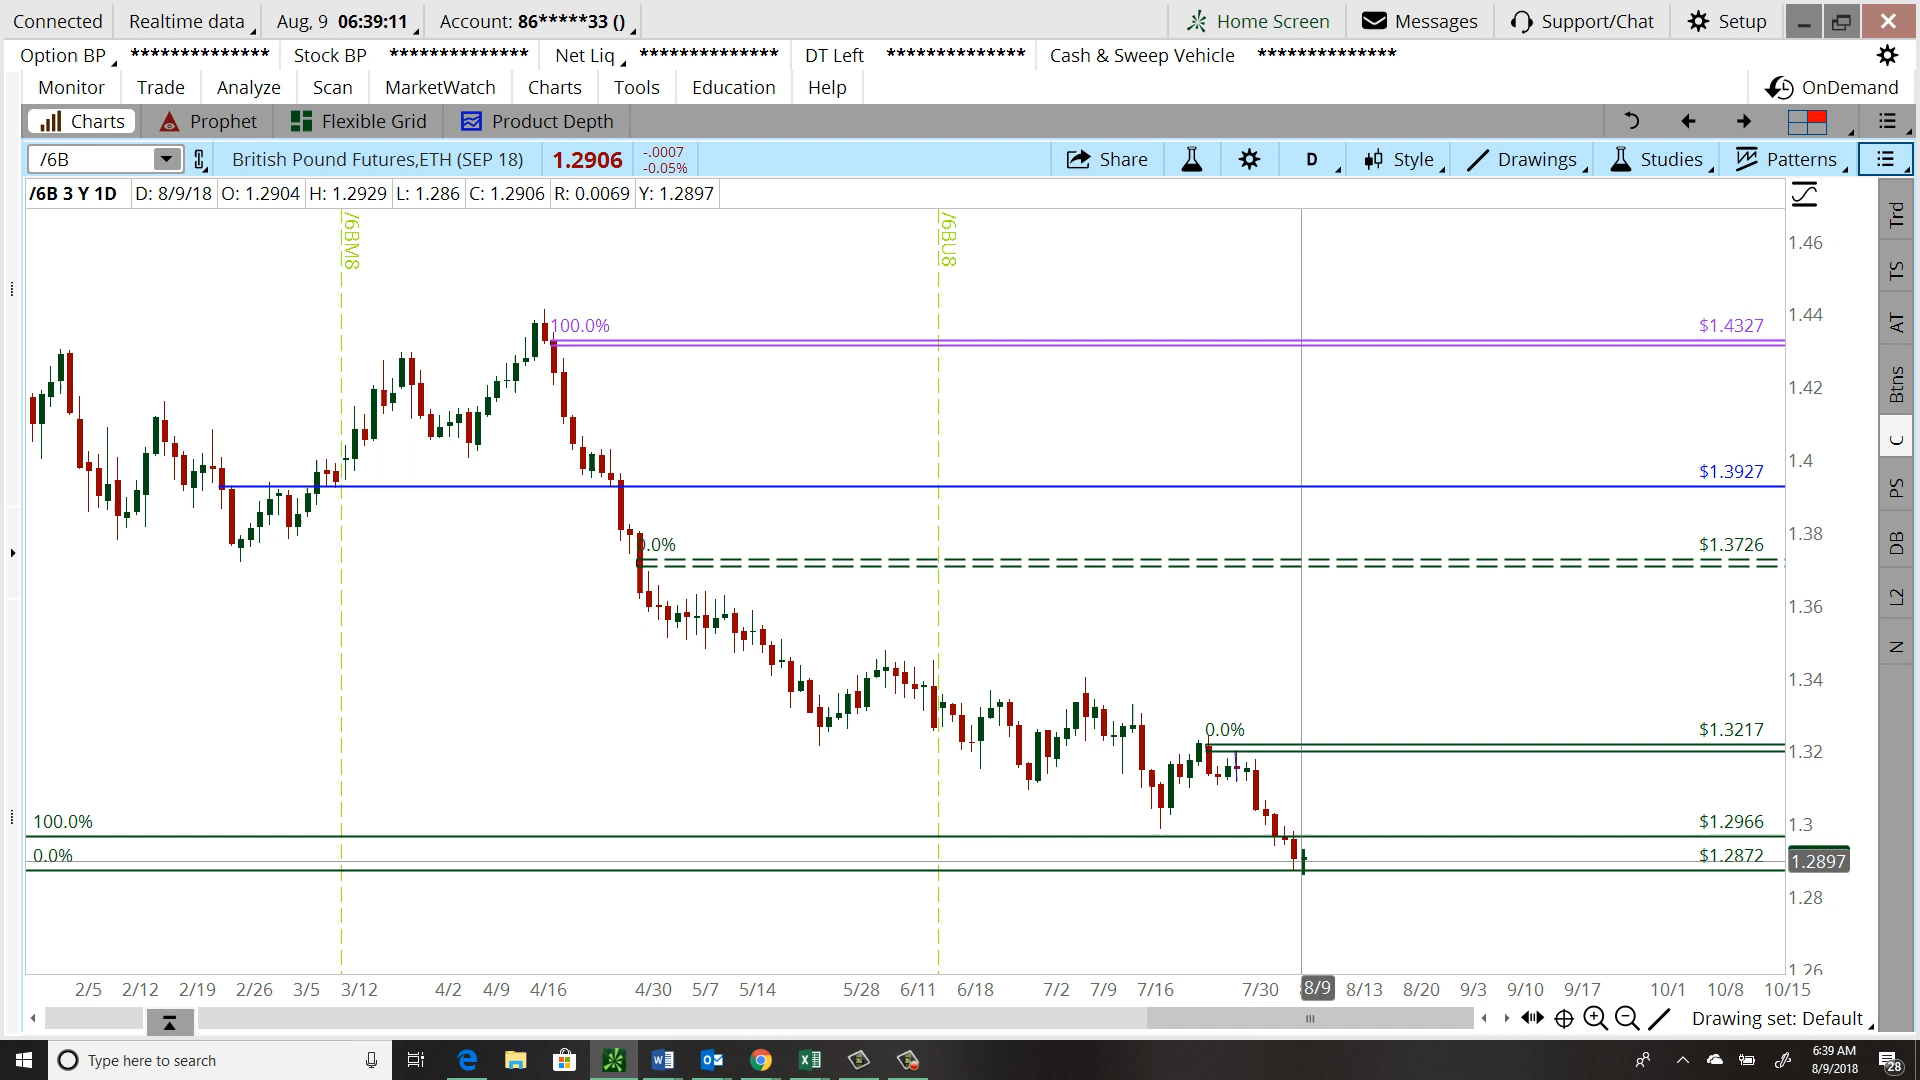 Connected Realtime data Aug, 9 06:39:11 Account: 86*****33 () Home Screen Messages Support/Chat Setup
Option BP ************** Stock BP ************** Net Liq ************** DT Left ************** Cash & Sweep Vehicle **************
Monitor Trade Analyze Scan MarketWatch Charts Tools Education Help OnDemand
Charts Prophet Flexible Grid Product Depth
/6B British Pound Futures,ETH (SEP 18) 1.2906 -.0007 -0.05% Share D Style Drawings Studies Patterns
/6B 3 Y 1D D: 8/9/18 O: 1.2904 H: 1.2929 L: 1.286 C: 1.2906 R: 0.0069 Y: 1.2897
/6BM8 /6BU8
1.46
1.44
100.0% $1.4327
1.42
1.4
$1.3927
1.38
0.0% $1.3726
1.36
1.34
0.0% $1.3217
1.32
100.0% $1.2966
1.3
0.0% $1.2872
1.2897
1.28
1.26
Trd
TS
AT
Btns
C
PS
DB
L2
N
2/5 2/12 2/19 2/26 3/5 3/12 4/2 4/9 4/16 4/30 5/7 5/14 5/28 6/11 6/18 7/2 7/9 7/16 7/30 8/9 8/13 8/20 9/3 9/10 9/17 10/1 10/8 10/15
Drawing set: Default
Type here to search
6:39 AM
8/9/2018
28